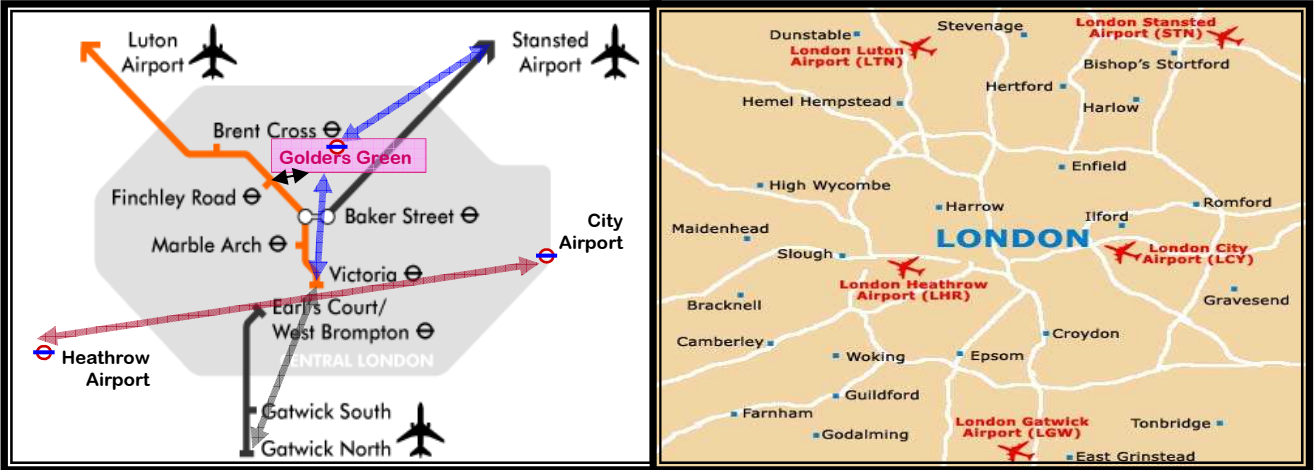 Luton
Airport
Stansted
Airport
Brent Cross
Golders Green
Finchley Road
Baker Street
Marble Arch
City
Airport
Victoria
Earl's Court/
West Brompton
Heathrow
Airport
CENTRAL LONDON
Gatwick South
Gatwick North
Dunstable
Stevenage
London Stansted
Airport (STN)
London Luton
Airport (LTN)
Bishop's Stortford
Hertford
Hemel Hempstead
Harlow
Enfield
High Wycombe
Harrow
Romford
Ilford
Maidenhead
LONDON
Slough
London City
Airport (LCY)
London Heathrow
Airport (LHR)
Bracknell
Gravesend
Camberley
Croydon
Woking
Epsom
Guildford
Farnham
Godalming
London Gatwick
Airport (LGW)
Tonbridge
East Grinstead